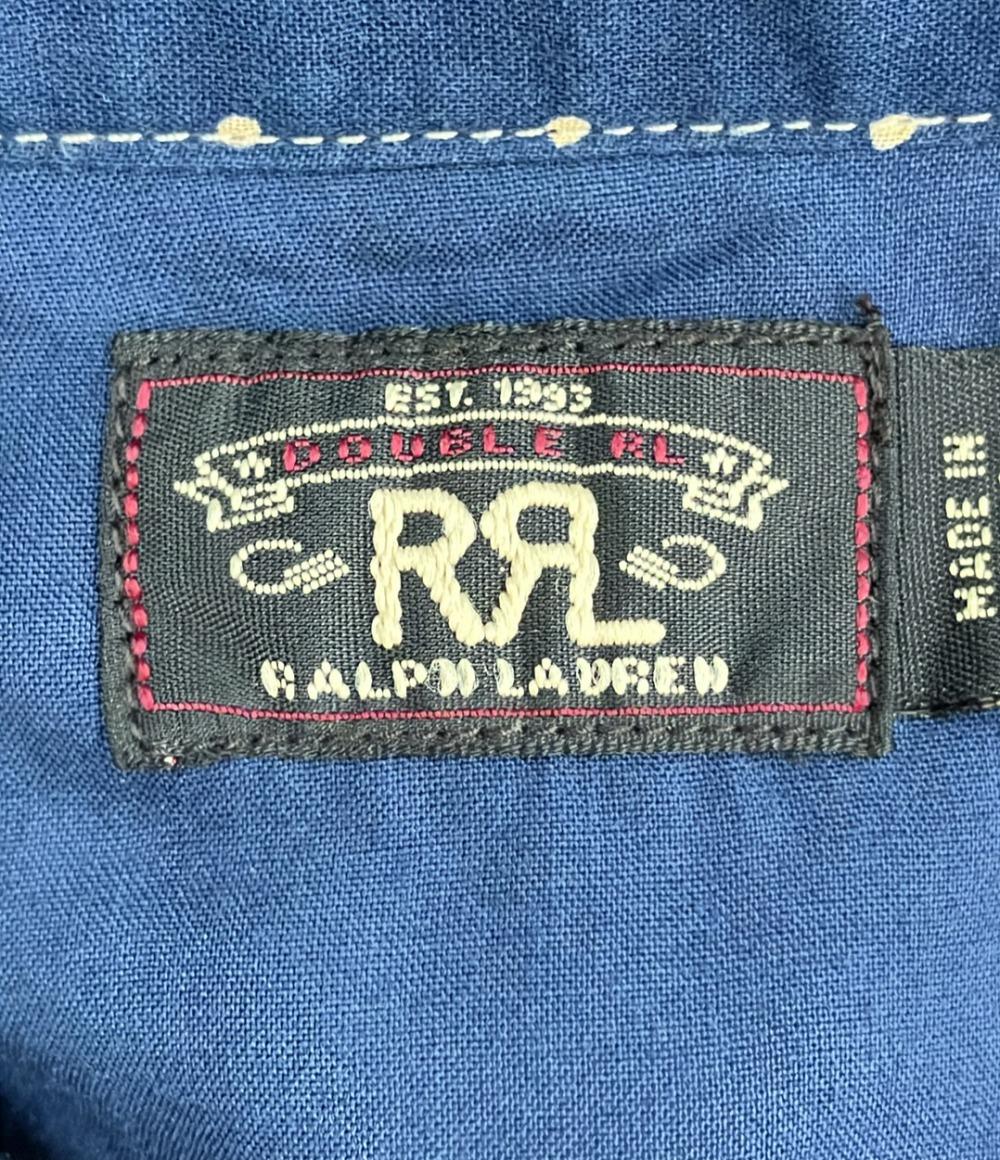 EST. 1993
DOUBLE RL
RRL
RALPH LAUREN
MADE IN